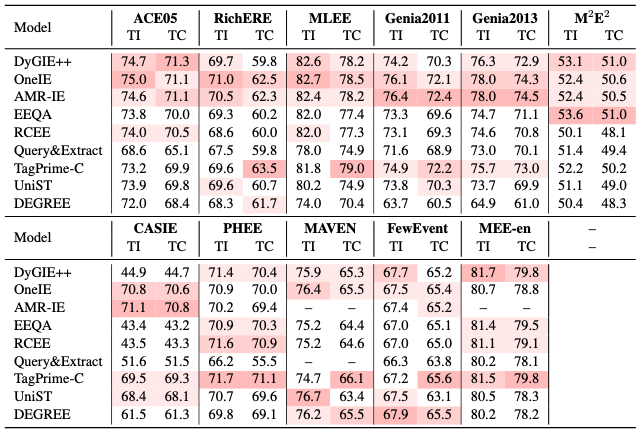 Model ACE05 RichERE MLEE Genia2011 Genia2013 M²E²
TI TC TI TC TI TC TI TC TI TC TI TC
DyGIE++ 74.7 71.3 69.7 59.8 82.6 78.2 74.2 70.3 76.3 72.9 53.1 51.0
OneIE 75.0 71.1 71.0 62.5 82.7 78.5 76.1 72.1 78.0 74.3 52.4 50.6
AMR-IE 74.6 71.1 70.5 62.3 82.4 78.2 76.4 72.4 78.0 74.5 52.4 50.5
EEQA 73.8 70.0 69.3 60.2 82.0 77.4 73.3 69.6 74.7 71.1 53.6 51.0
RCEE 74.0 70.5 68.6 60.0 82.0 77.3 73.1 69.3 74.6 70.8 50.1 48.1
Query&Extract 68.6 65.1 67.5 59.8 78.0 74.9 71.6 68.9 73.0 70.1 51.4 49.4
TagPrime-C 73.2 69.9 69.6 63.5 81.8 79.0 74.9 72.2 75.7 73.0 52.2 50.2
UniST 73.9 69.8 69.6 60.7 80.2 74.9 73.8 70.3 73.7 69.9 51.1 49.0
DEGREE 72.0 68.4 68.3 61.7 74.0 70.4 63.7 60.5 64.9 61.0 50.4 48.3
Model CASIE PHEE MAVEN FewEvent MEE-en –
TI TC TI TC TI TC TI TC TI TC –
DyGIE++ 44.9 44.7 71.4 70.4 75.9 65.3 67.7 65.2 81.7 79.8
OneIE 70.8 70.6 70.9 70.0 76.4 65.5 67.5 65.4 80.7 78.8
AMR-IE 71.1 70.8 70.2 69.4 – – 67.4 65.2 – –
EEQA 43.4 43.2 70.9 70.3 75.2 64.4 67.0 65.1 81.4 79.5
RCEE 43.5 43.3 71.6 70.9 75.2 64.6 67.0 65.0 81.1 79.1
Query&Extract 51.6 51.5 66.2 55.5 – – 66.3 63.8 80.2 78.1
TagPrime-C 69.5 69.3 71.7 71.1 74.7 66.1 67.2 65.6 81.5 79.8
UniST 68.4 68.1 70.7 69.6 76.7 63.4 67.5 63.1 80.5 78.3
DEGREE 61.5 61.3 69.8 69.1 76.2 65.5 67.9 65.5 80.2 78.2